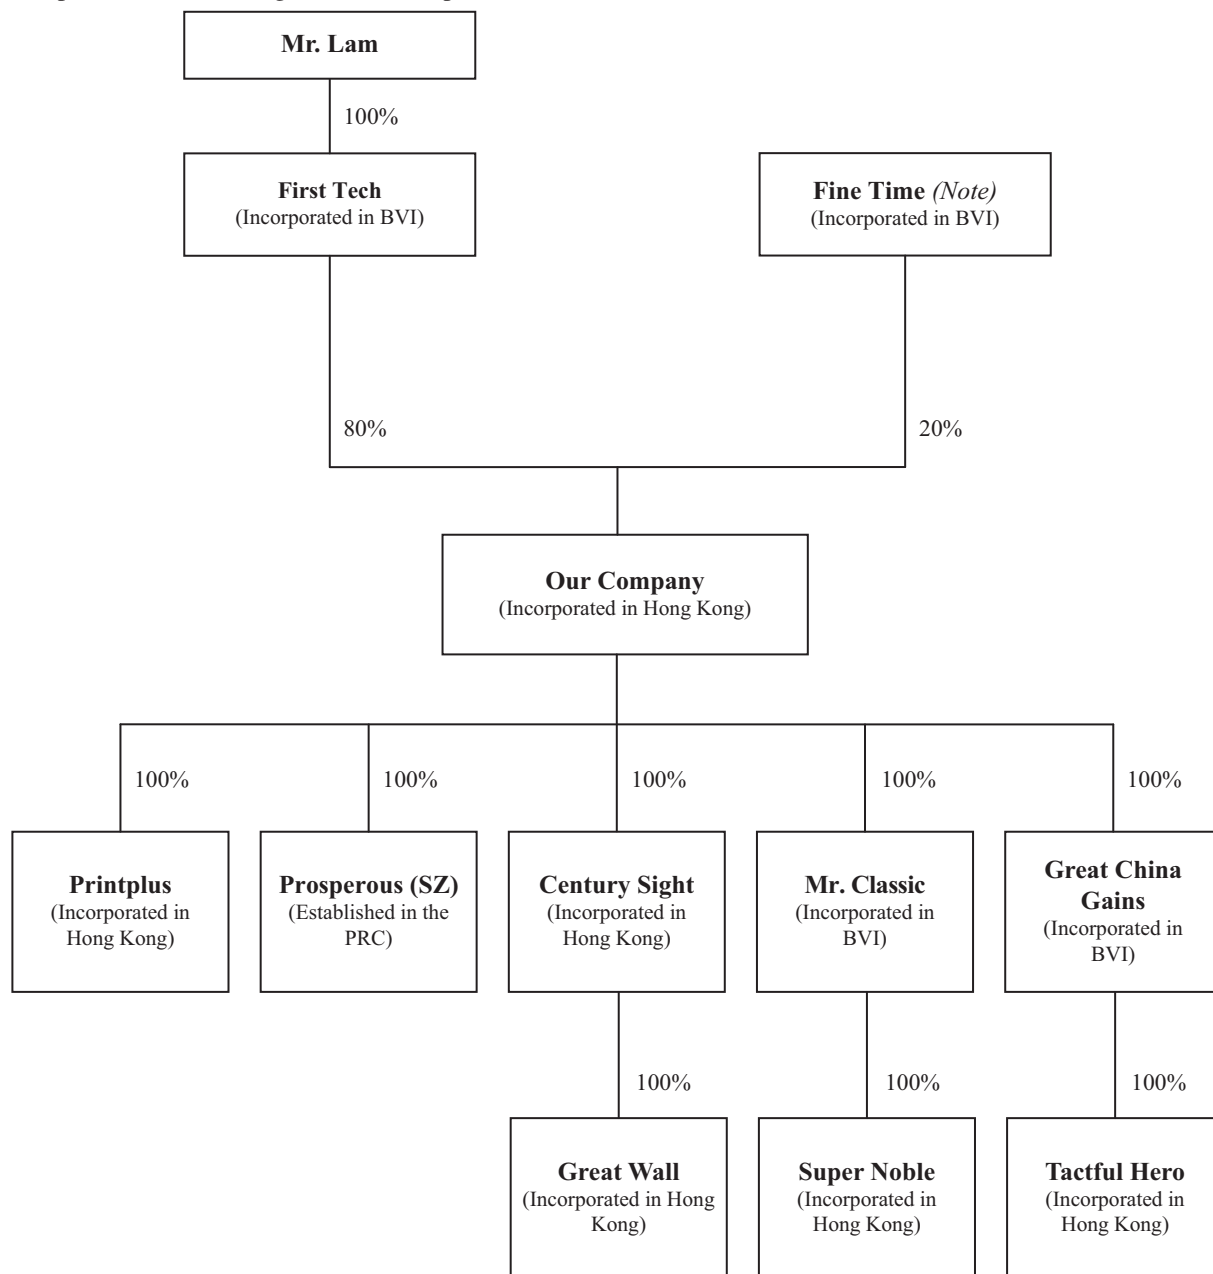 Mr. Lam
100%
First Tech
(Incorporated in BVI)
Fine Time (Note)
(Incorporated in BVI)
80%
20%
Our Company
(Incorporated in Hong Kong)
100%
100%
100%
100%
100%
Printplus
(Incorporated in
Hong Kong)
Prosperous (SZ)
(Established in the
PRC)
Century Sight
(Incorporated in
Hong Kong)
Mr. Classic
(Incorporated in
BVI)
Great China
Gains
(Incorporated in
BVI)
100%
100%
100%
Great Wall
(Incorporated in Hong
Kong)
Super Noble
(Incorporated in
Hong Kong)
Tactful Hero
(Incorporated in
Hong Kong)